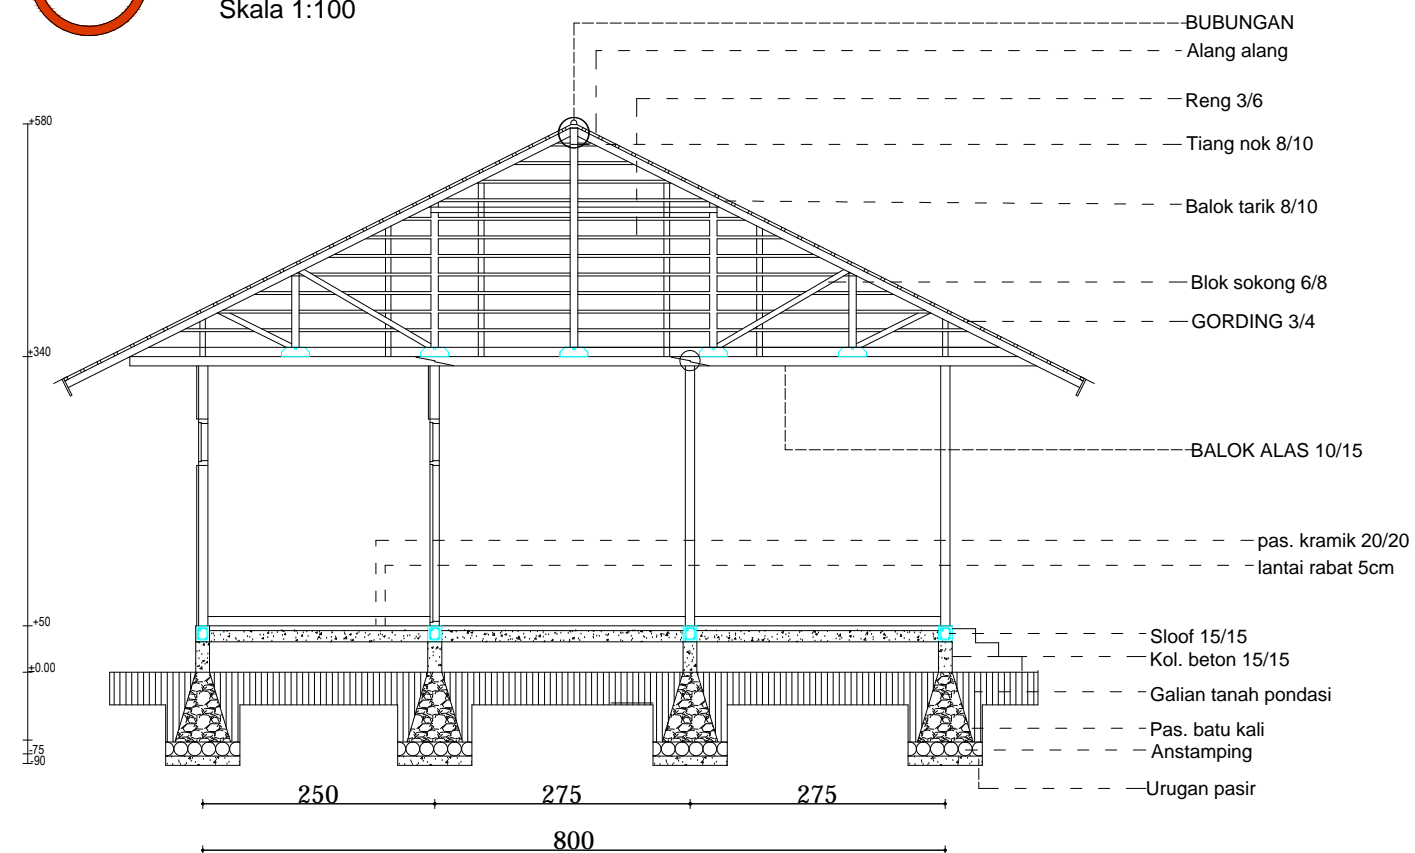 Skala 1:100
BUBUNGAN
Alang alang
Reng 3/6
+580
Tiang nok 8/10
Balok tarik 8/10
Blok sokong 6/8
GORDING 3/4
+340
BALOK ALAS 10/15
pas. kramik 20/20
lantai rabat 5cm
+50
Sloof 15/15
Kol. beton 15/15
±0.00
Galian tanah pondasi
Pas. batu kali
-75
Anstamping
-90
Urugan pasir
250
275
275
800